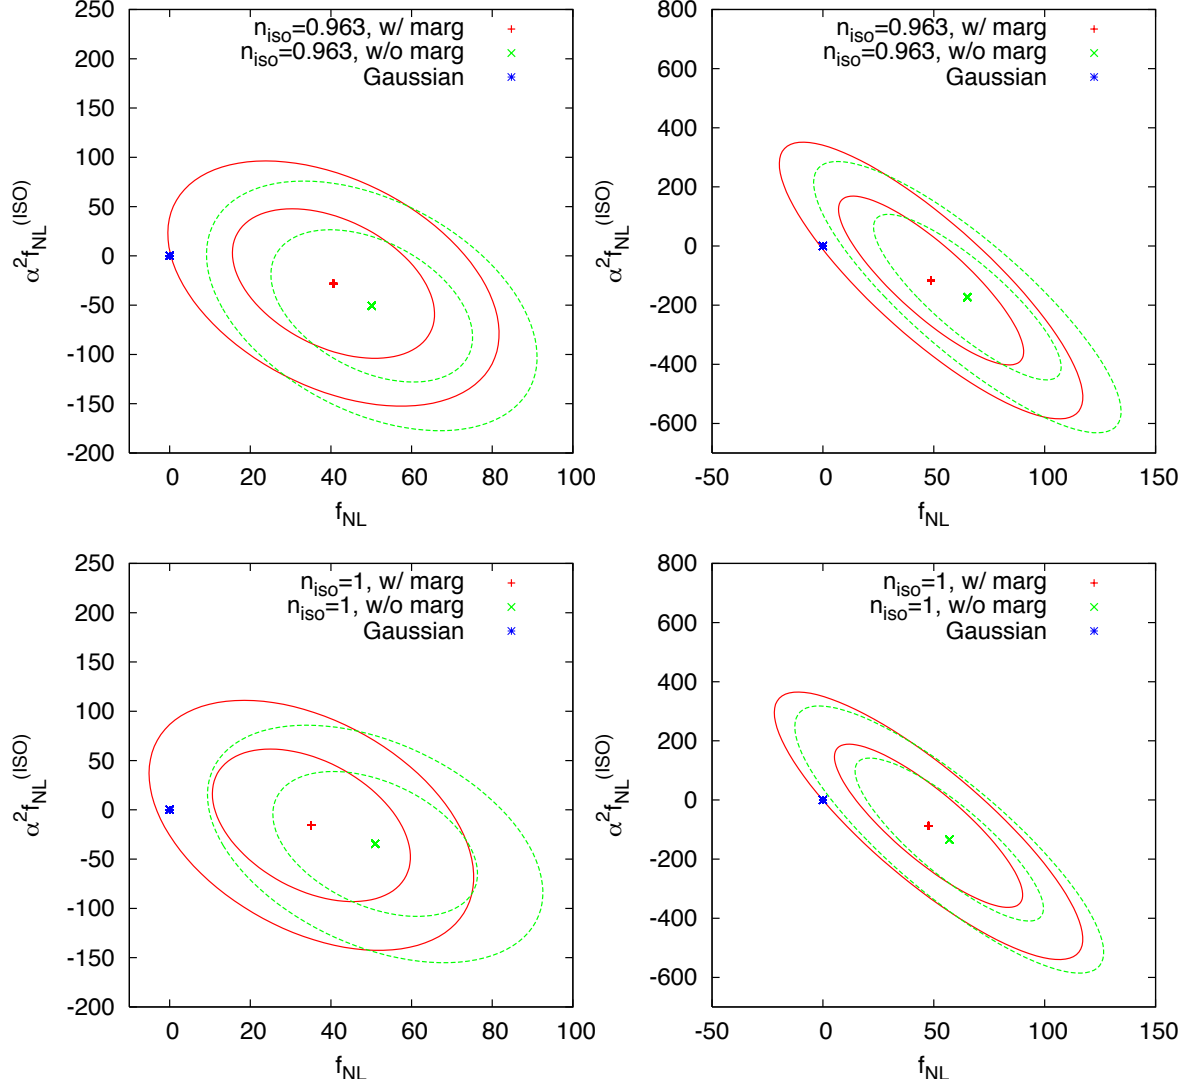 n_iso=0.963, w/ marg
n_iso=0.963, w/o marg
Gaussian
250
200
150
100
50
0
-50
-100
-150
-200
0 20 40 60 80 100
α²f_NL^(ISO)
f_NL
n_iso=0.963, w/ marg
n_iso=0.963, w/o marg
Gaussian
800
600
400
200
0
-200
-400
-600
-50 0 50 100 150
α²f_NL^(ISO)
f_NL
n_iso=1, w/ marg
n_iso=1, w/o marg
Gaussian
250
200
150
100
50
0
-50
-100
-150
-200
0 20 40 60 80 100
α²f_NL^(ISO)
f_NL
n_iso=1, w/ marg
n_iso=1, w/o marg
Gaussian
800
600
400
200
0
-200
-400
-600
-50 0 50 100 150
α²f_NL^(ISO)
f_NL